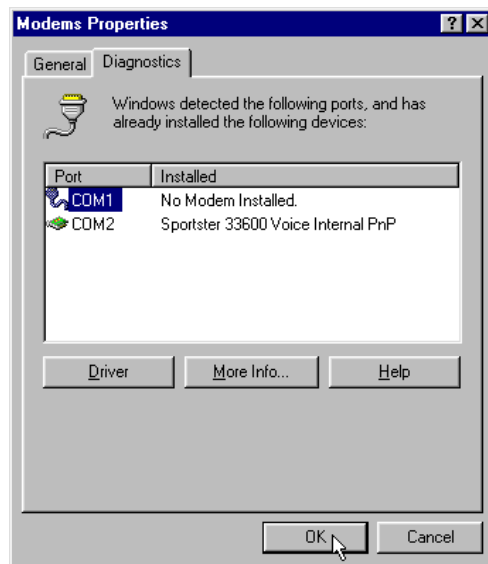 Modems Properties
General Diagnostics
Windows detected the following ports, and has
already installed the following devices:
Port Installed
COM1 No Modem Installed.
COM2 Sportster 33600 Voice Internal PnP
Driver More Info... Help
OK Cancel